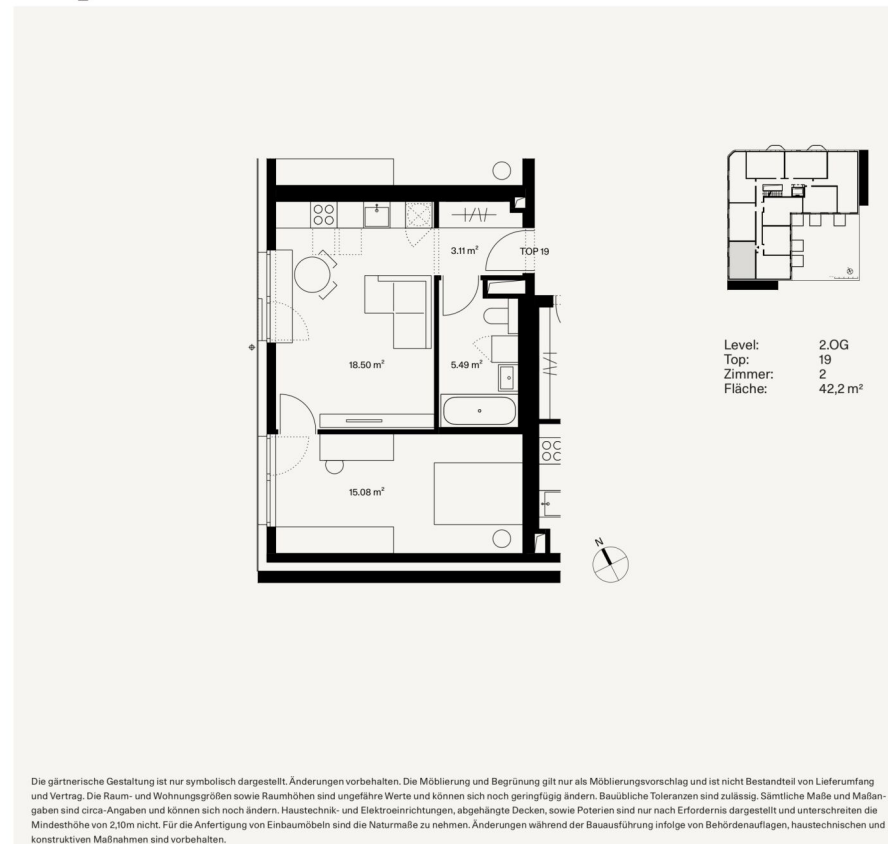 3.11 m²
TOP 19
18.50 m²
5.49 m²
15.08 m²
N
Level: 2.OG
Top: 19
Zimmer: 2
Fläche: 42,2 m²
Die gärtnerische Gestaltung ist nur symbolisch dargestellt. Änderungen vorbehalten. Die Möblierung und Begrünung gilt nur als Möblierungsvorschlag und ist nicht Bestandteil von Lieferumfang
und Vertrag. Die Raum- und Wohnungsgrößen sowie Raumhöhen sind ungefähre Werte und können sich noch geringfügig ändern. Bauübliche Toleranzen sind zulässig. Sämtliche Maße und Maßan-
gaben sind circa-Angaben und können sich noch ändern. Haustechnik- und Elektroeinrichtungen, abgehängte Decken, sowie Poterien sind nur nach Erfordernis dargestellt und unterschreiten die
Mindesthöhe von 2,10m nicht. Für die Anfertigung von Einbaumöbeln sind die Naturmaße zu nehmen. Änderungen während der Bauausführung infolge von Behördenauflagen, haustechnischen und
konstruktiven Maßnahmen sind vorbehalten.